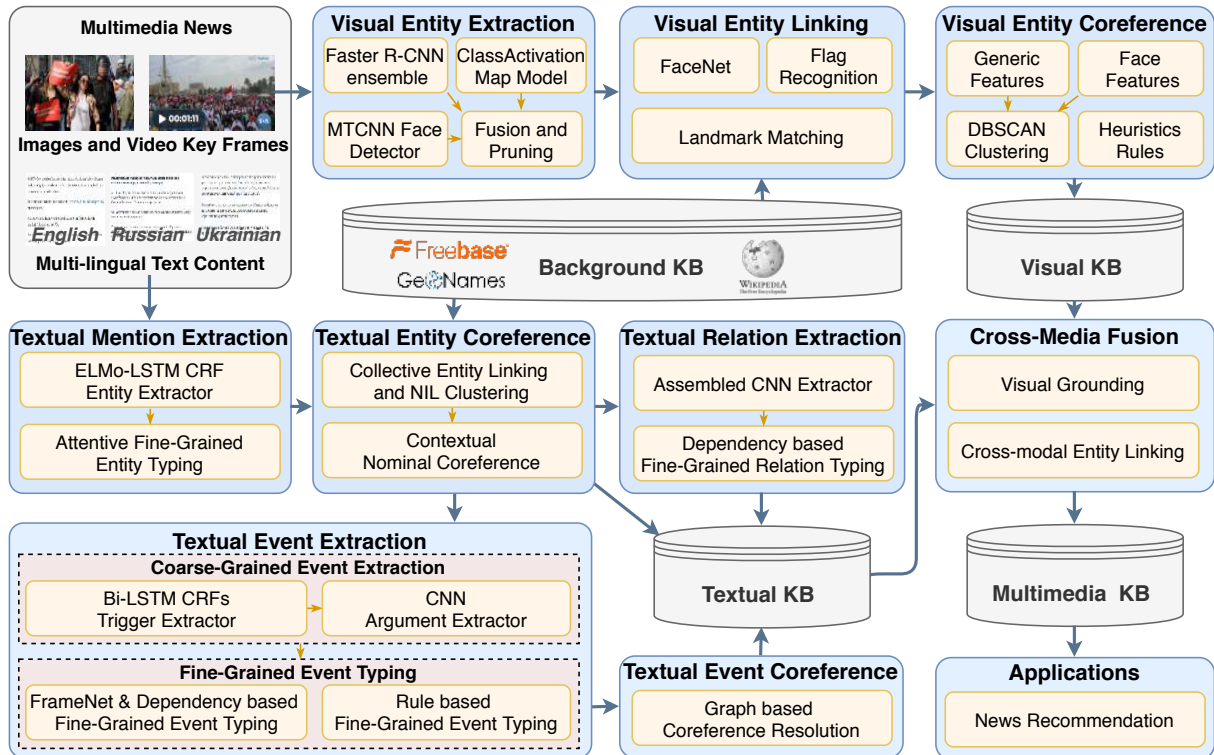 Multimedia News
00:01:11
VOA
Images and Video Key Frames
English Russian Ukrainian
Multi-lingual Text Content
Visual Entity Extraction
Faster R-CNN
ensemble
ClassActivation
Map Model
MTCNN Face
Detector
Fusion and
Pruning
Visual Entity Linking
FaceNet
Flag
Recognition
Landmark Matching
Visual Entity Coreference
Generic
Features
Face
Features
DBSCAN
Clustering
Heuristics
Rules
Freebase
GeoNames
Background KB
WIKIPEDIA
The Free Encyclopedia
Visual KB
Textual Mention Extraction
ELMo-LSTM CRF
Entity Extractor
Attentive Fine-Grained
Entity Typing
Textual Entity Coreference
Collective Entity Linking
and NIL Clustering
Contextual
Nominal Coreference
Textual Relation Extraction
Assembled CNN Extractor
Dependency based
Fine-Grained Relation Typing
Cross-Media Fusion
Visual Grounding
Cross-modal Entity Linking
Textual Event Extraction
Coarse-Grained Event Extraction
Bi-LSTM CRFs
Trigger Extractor
CNN
Argument Extractor
Fine-Grained Event Typing
FrameNet & Dependency based
Fine-Grained Event Typing
Rule based
Fine-Grained Event Typing
Textual KB
Textual Event Coreference
Graph based
Coreference Resolution
Multimedia KB
Applications
News Recommendation